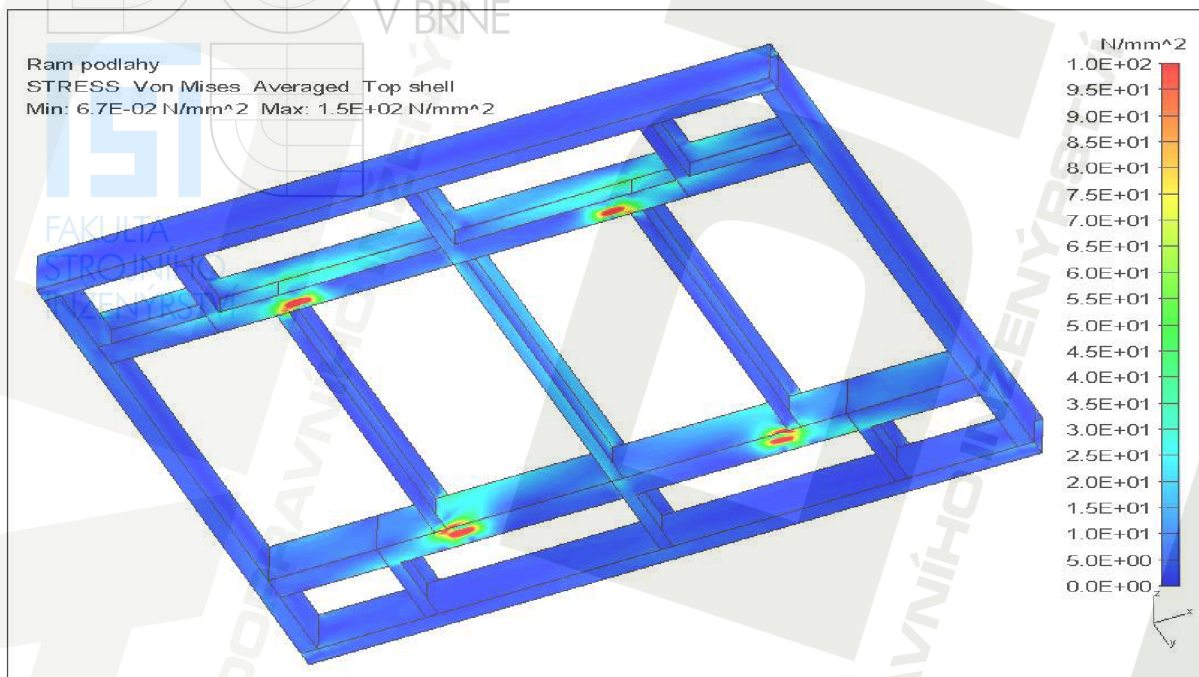 V BRNĚ
Ram podlahy
STRESS Von Mises Averaged Top shell
Min: 6.7E-02 N/mm^2 Max: 1.5E+02 N/mm^2
FAKULTA
STROJNÍHO
INŽENÝRSTVÍ
N/mm^2
1.0E+02
9.5E+01
9.0E+01
8.5E+01
8.0E+01
7.5E+01
7.0E+01
6.5E+01
6.0E+01
5.5E+01
5.0E+01
4.5E+01
4.0E+01
3.5E+01
3.0E+01
2.5E+01
2.0E+01
1.5E+01
1.0E+01
5.0E+00
0.0E+00
z
x
y